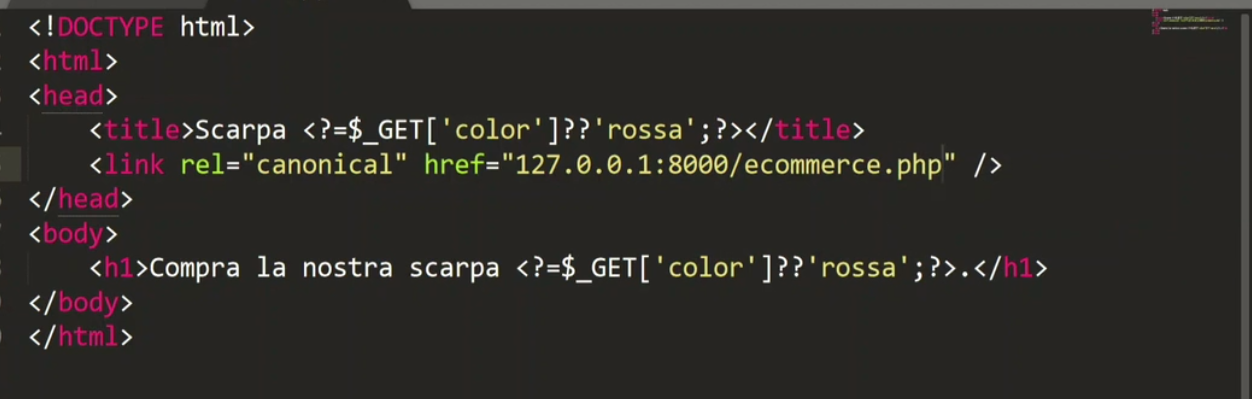 <!DOCTYPE html>
<html>
<head>
    <title>Scarpa <?=$_GET['color']??'rossa';?></title>
    <link rel="canonical" href="127.0.0.1:8000/ecommerce.php" />
</head>
<body>
    <h1>Compra la nostra scarpa <?=$_GET['color']??'rossa';?>.</h1>
</body>
</html>